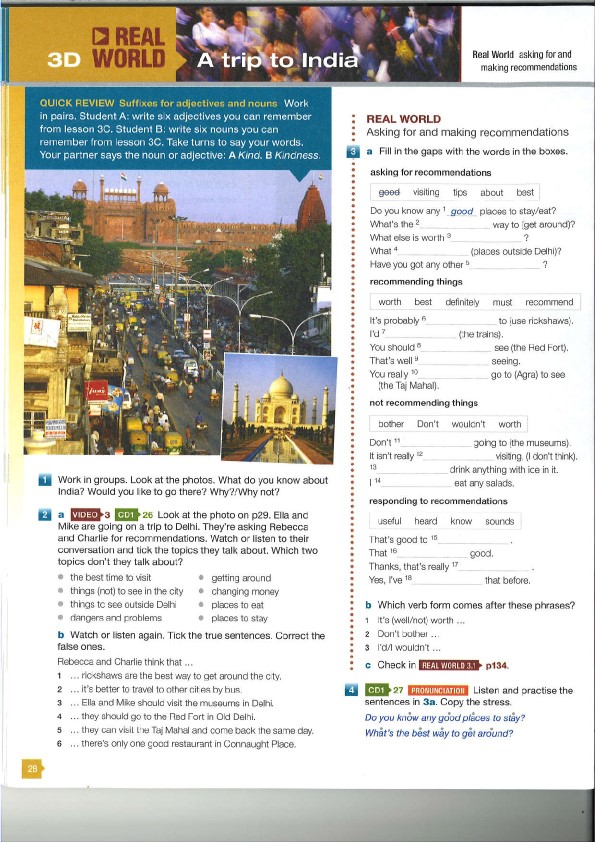 3D
REAL
WORLD
A trip to India
Real World asking for and
making recommendations
QUICK REVIEW Suffixes for adjectives and nouns Work
in pairs. Student A: write six adjectives you can remember
from lesson 3C. Student B: write six nouns you can
remember from lesson 3C. Take turns to say your words.
Your partner says the noun or adjective: A Kind. B Kindness.
1 Work in groups. Look at the photos. What do you know about
India? Would you like to go there? Why?/Why not?
2 a VIDEO 3 CD1 26 Look at the photo on p29. Ella and
Mike are going on a trip to Delhi. They're asking Rebecca
and Charlie for recommendations. Watch or listen to their
conversation and tick the topics they talk about. Which two
topics don't they talk about?
● the best time to visit
● things (not) to see in the city
● things to see outside Delhi
● dangers and problems
● getting around
● changing money
● places to eat
● places to stay
b Watch or listen again. Tick the true sentences. Correct the
false ones.
Rebecca and Charlie think that ...
1 ... rickshaws are the best way to get around the city.
2 ... it's better to travel to other cities by bus.
3 ... Ella and Mike should visit the museums in Delhi.
4 ... they should go to the Red Fort in Old Delhi.
5 ... they can visit the Taj Mahal and come back the same day.
6 ... there's only one good restaurant in Connaught Place.
28
REAL WORLD
Asking for and making recommendations
3 a Fill in the gaps with the words in the boxes.
asking for recommendations
good visiting tips about best
Do you know any 1 good places to stay/eat?
What's the 2 ____ way to (get around)?
What else is worth 3 ____ ?
What 4 ____ (places outside Delhi)?
Have you got any other 5 ____ ?
recommending things
worth best definitely must recommend
It's probably 6 ____ to (use rickshaws).
I'd 7 ____ (the trains).
You should 8 ____ see (the Red Fort).
That's well 9 ____ seeing.
You really 10 ____ go to (Agra) to see
(the Taj Mahal).
not recommending things
bother Don't wouldn't worth
Don't 11 ____ going to (the museums).
It isn't really 12 ____ visiting, (I don't think).
13 ____ drink anything with ice in it.
I 14 ____ eat any salads.
responding to recommendations
useful heard know sounds
That's good to 15 ____ .
That 16 ____ good.
Thanks, that's really 17 ____ .
Yes, I've 18 ____ that before.
b Which verb form comes after these phrases?
1 It's (well/not) worth ...
2 Don't bother ...
3 I'd/I wouldn't ...
c Check in REAL WORLD 3.1 p134.
4 CD1 27 PRONUNCIATION Listen and practise the
sentences in 3a. Copy the stress.
Do you know any good places to stay?
What's the best way to get around?